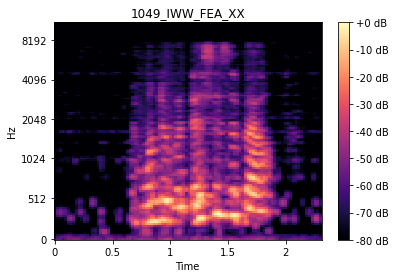 1049_IWW_FEA_XX
+0 dB
8192
-10 dB
4096
-20 dB
-30 dB
2048
Hz
-40 dB
1024
-50 dB
512
-60 dB
-70 dB
0
-80 dB
0 0.5 1 1.5 2
Time